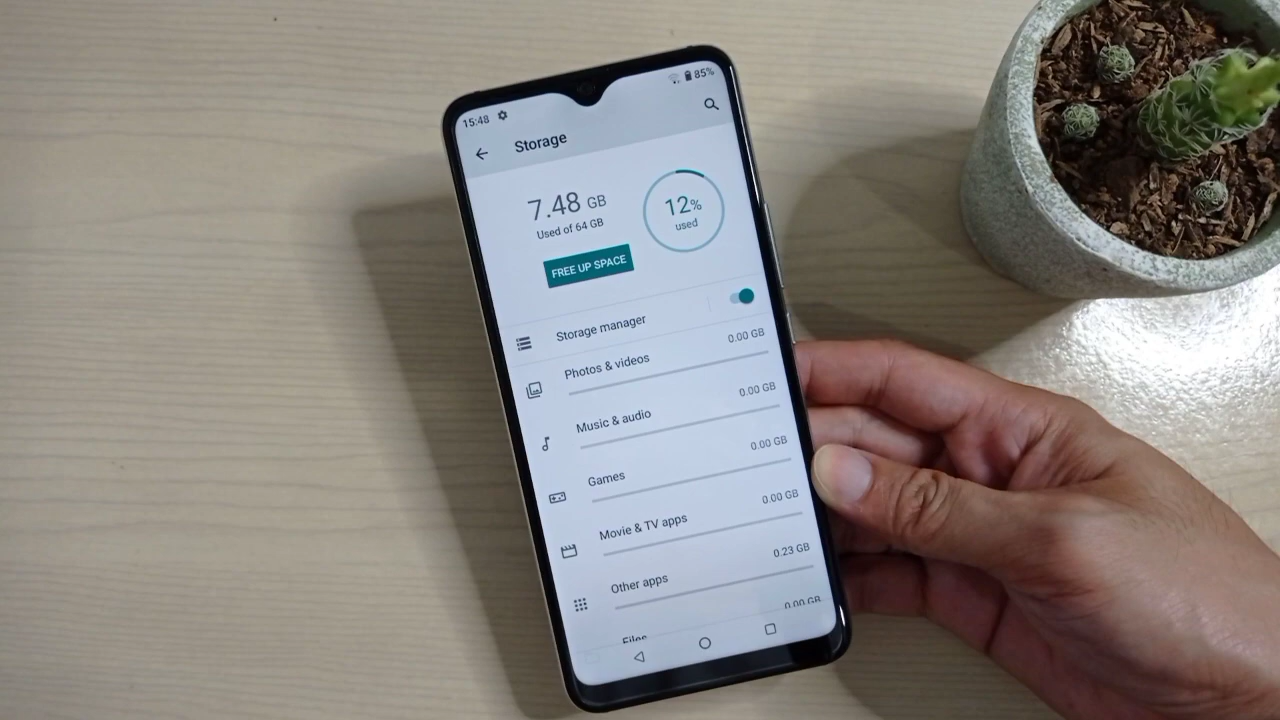 15:48 85%
Storage
7.48 GB
Used of 64 GB
12%
used
FREE UP SPACE
Storage manager
Photos & videos 0.00 GB
Music & audio 0.00 GB
Games 0.00 GB
Movie & TV apps 0.00 GB
Other apps 0.23 GB
Files 0.00 GB